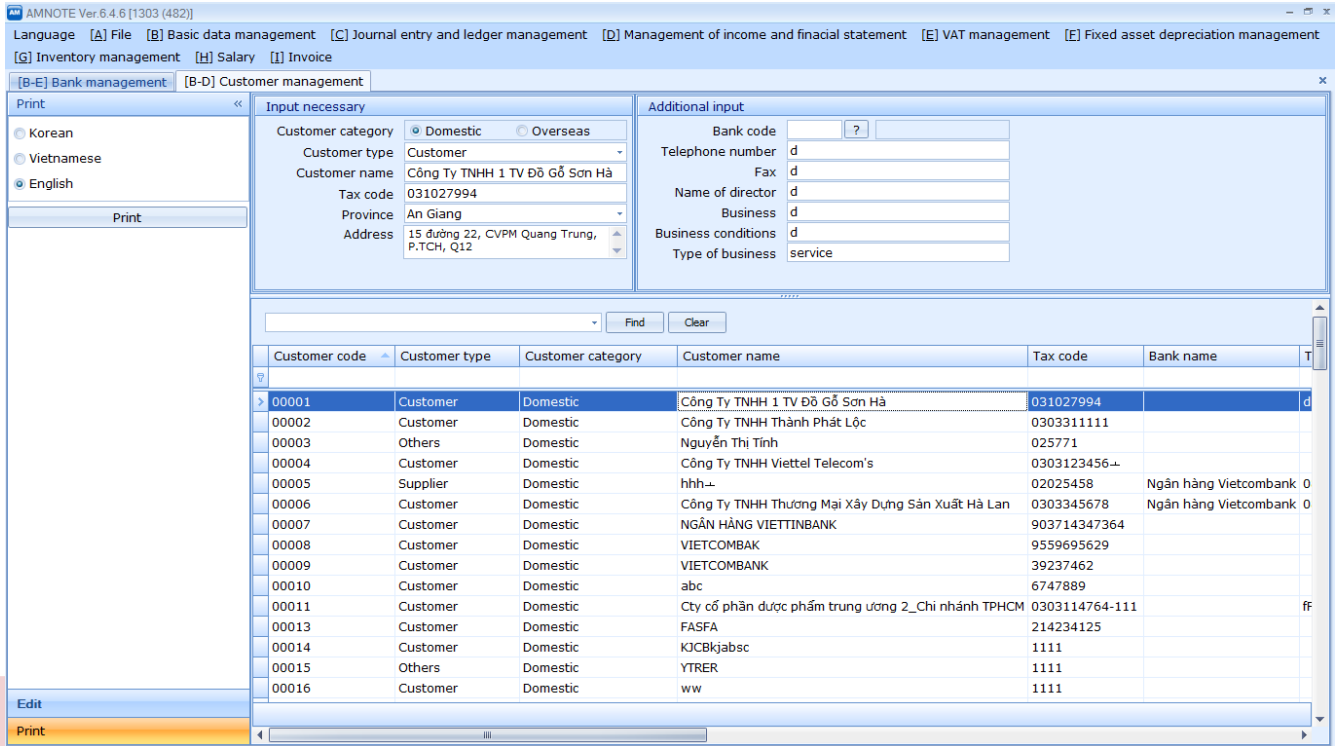 AM AMNOTE Ver.6.4.6 [1303 (482)]
Language [A] File [B] Basic data management [C] Journal entry and ledger management [D] Management of income and finacial statement [E] VAT management [F] Fixed asset depreciation management
[G] Inventory management [H] Salary [I] Invoice
[B-E] Bank management [B-D] Customer management
Print
Korean
Vietnamese
English
Print
Input necessary
Customer category Domestic Overseas
Customer type Customer
Customer name Công Ty TNHH 1 TV Đồ Gỗ Sơn Hà
Tax code 031027994
Province An Giang
Address 15 đường 22, CVPM Quang Trung,
P.TCH, Q12
Additional input
Bank code ?
Telephone number d
Fax d
Name of director d
Business d
Business conditions d
Type of business service
Find Clear
Customer code Customer type Customer category Customer name Tax code Bank name T
00001 Customer Domestic Công Ty TNHH 1 TV Đồ Gỗ Sơn Hà 031027994 d
00002 Customer Domestic Công Ty TNHH Thành Phát Lộc 0303311111
00003 Others Domestic Nguyễn Thị Tính 025771
00004 Customer Domestic Công Ty TNHH Viettel Telecom's 0303123456ㅗ
00005 Supplier Domestic hhhㅗ 02025458 Ngân hàng Vietcombank 0
00006 Customer Domestic Công Ty TNHH Thương Mại Xây Dựng Sản Xuất Hà Lan 0303345678 Ngân hàng Vietcombank 0
00007 Customer Domestic NGÂN HÀNG VIETTINBANK 903714347364
00008 Customer Domestic VIETCOMBAK 9559695629
00009 Customer Domestic VIETCOMBANK 39237462
00010 Customer Domestic abc 6747889
00011 Customer Domestic Cty cổ phần dược phẩm trung ương 2_Chi nhánh TPHCM 0303114764-111 fF
00013 Customer Domestic FASFA 214234125
00014 Customer Domestic KJCBkjabsc 1111
00015 Others Domestic YTRER 1111
00016 Customer Domestic ww 1111
Edit
Print